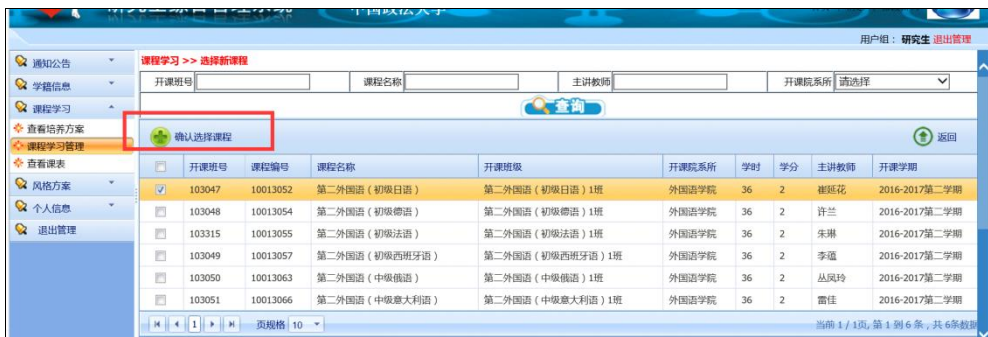 用户组： 研究生 退出管理
通知公告
学籍信息
课程学习
查看培养方案
课程学习管理
查看课表
风格方案
个人信息
退出管理
课程学习 >> 选择新课程
开课班号 课程名称 主讲教师 开课院系所 请选择
查询
确认选择课程 返回
开课班号 课程编号 课程名称 开课班级 开课院系所 学时 学分 主讲教师 开课学期
103047 10013052 第二外国语（初级日语） 第二外国语（初级日语）1班 外国语学院 36 2 崔延花 2016-2017第二学期
103048 10013054 第二外国语（初级德语） 第二外国语（初级德语）1班 外国语学院 36 2 许兰 2016-2017第二学期
103315 10013055 第二外国语（初级法语） 第二外国语（初级法语）1班 外国语学院 36 2 朱琳 2016-2017第二学期
103049 10013057 第二外国语（初级西班牙语） 第二外国语（初级西班牙语）1班 外国语学院 36 2 李蕴 2016-2017第二学期
103050 10013063 第二外国语（中级俄语） 第二外国语（中级俄语）1班 外国语学院 36 2 丛凤玲 2016-2017第二学期
103051 10013066 第二外国语（中级意大利语） 第二外国语（中级意大利语）1班 外国语学院 36 2 雷佳 2016-2017第二学期
1 页规格 10 当前 1 / 1页, 第 1 到 6 条，共 6条数据